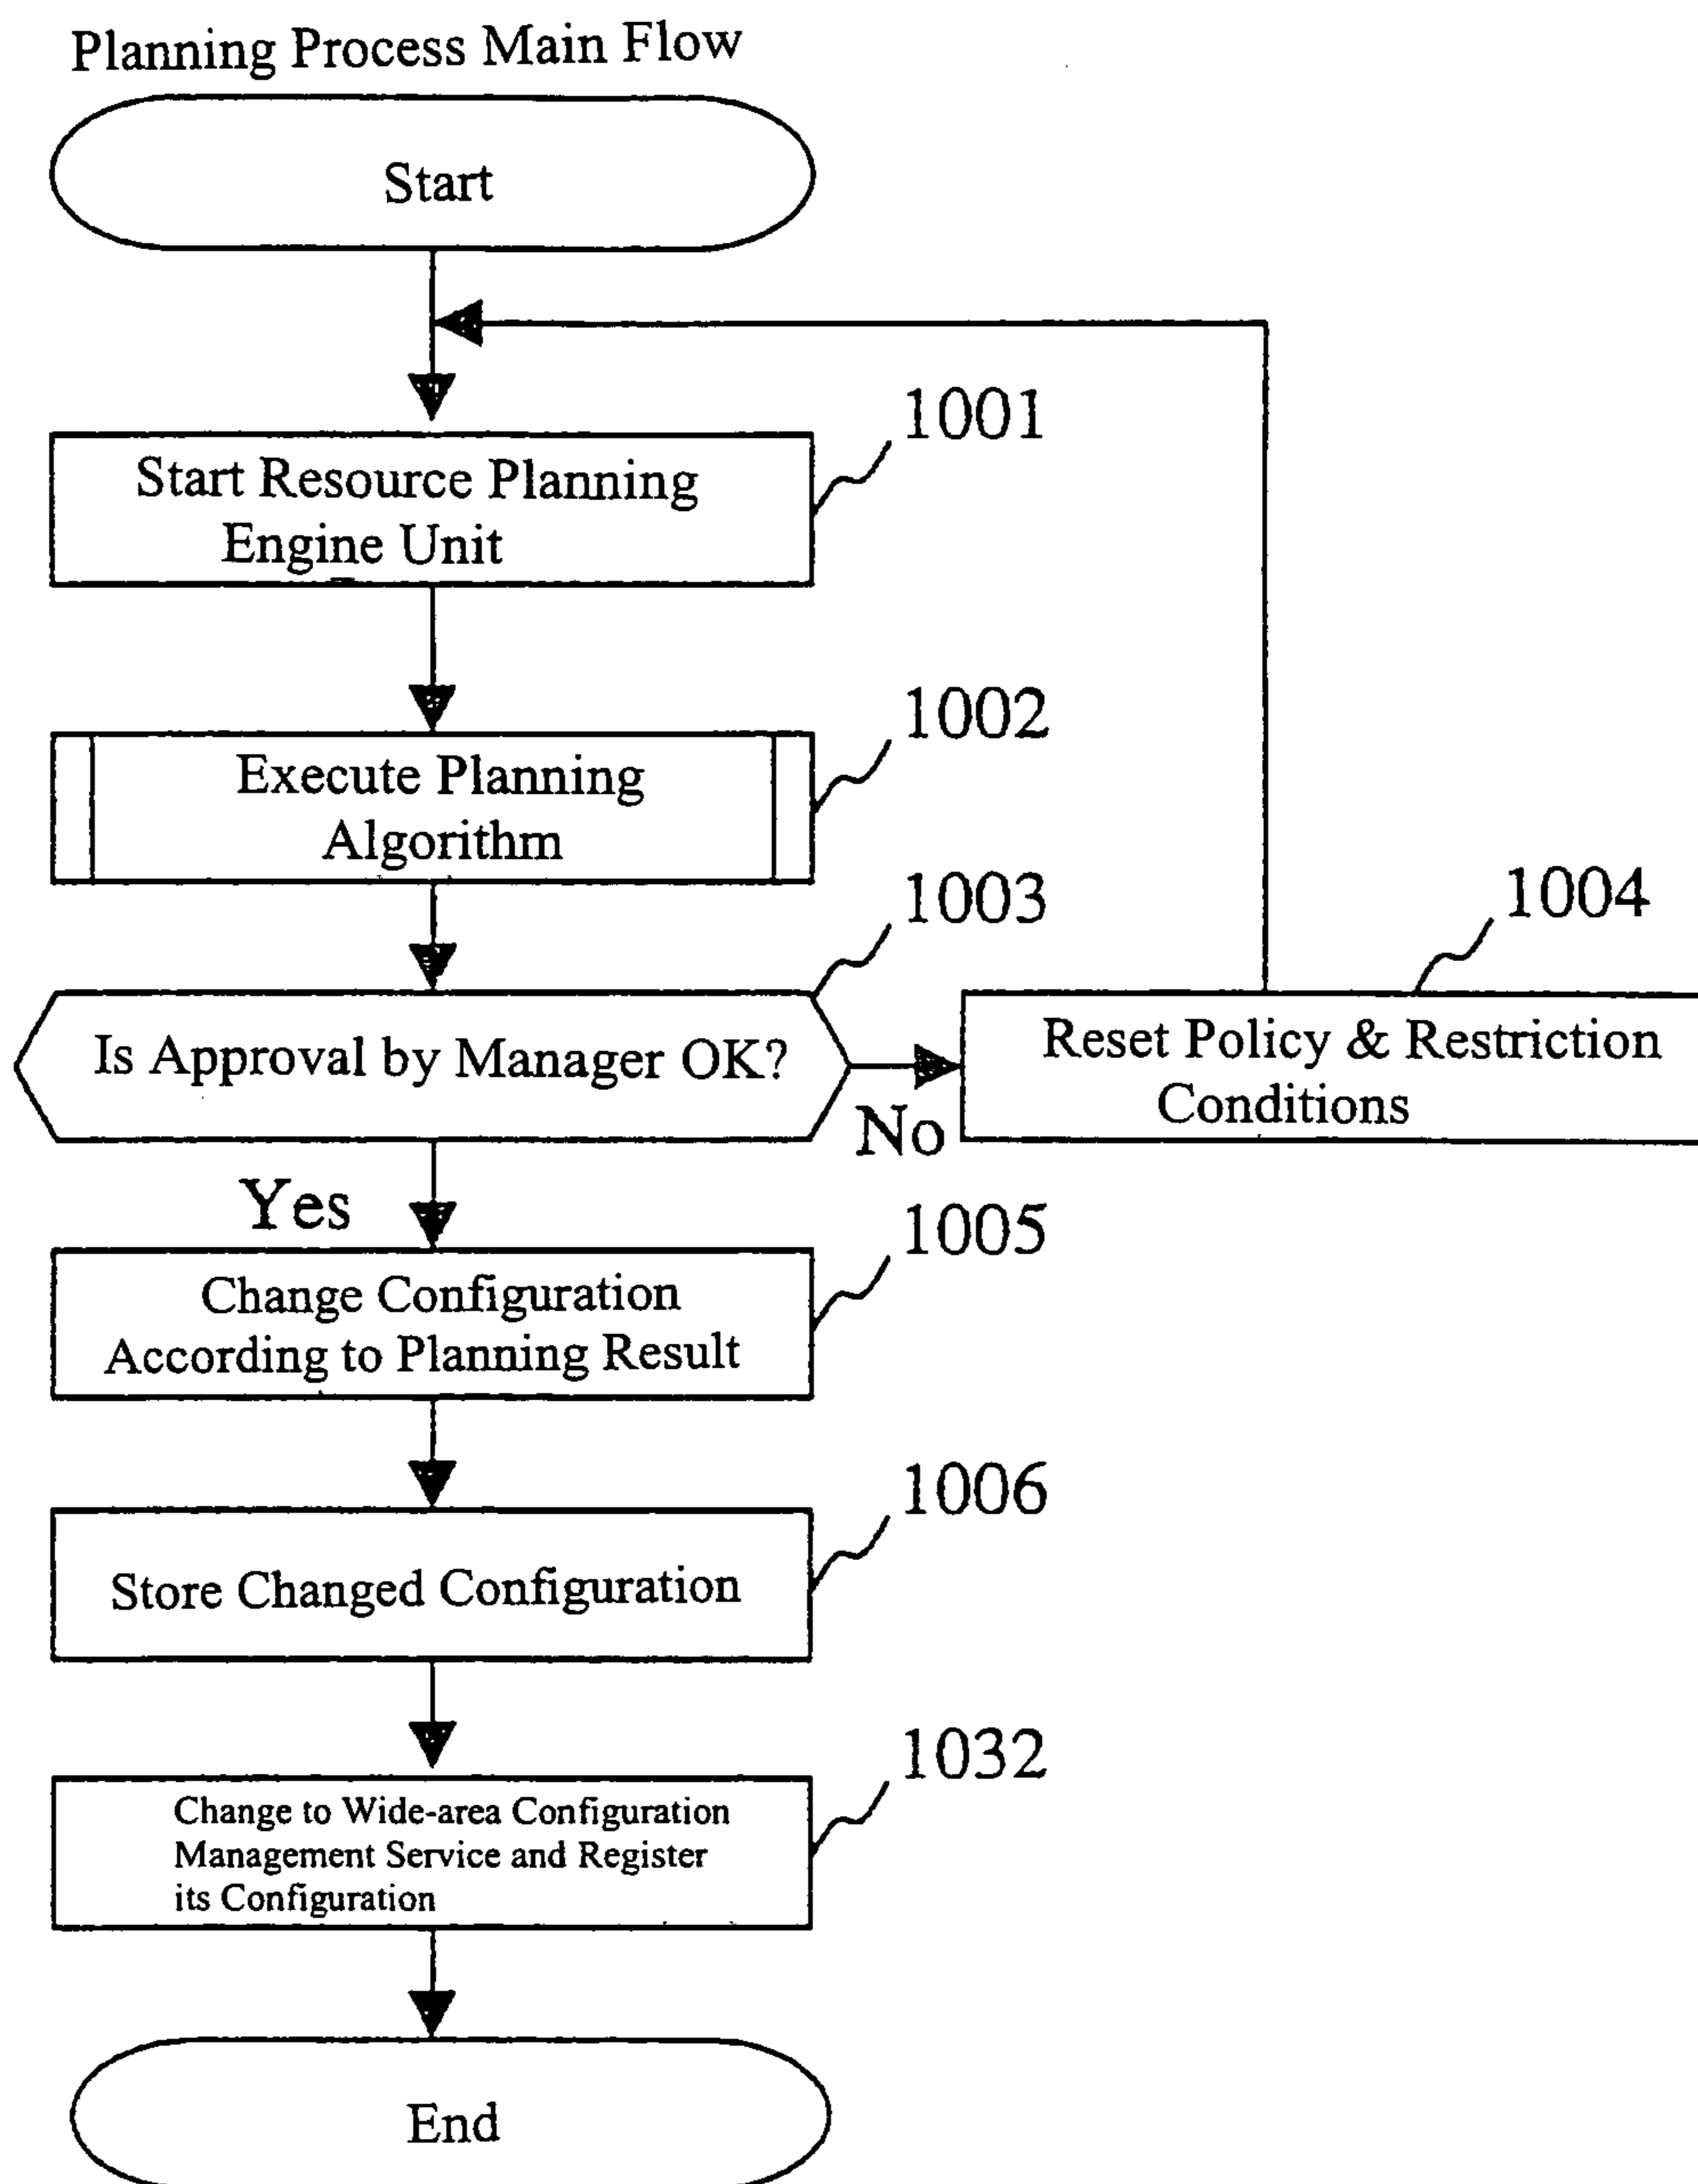 Planning Process Main Flow
Start
1001
Start Resource Planning
Engine Unit
1002
Execute Planning
Algorithm
1003
Is Approval by Manager OK?
No
1004
Reset Policy & Restriction
Conditions
Yes
1005
Change Configuration
According to Planning Result
1006
Store Changed Configuration
1032
Change to Wide-area Configuration
Management Service and Register
its Configuration
End